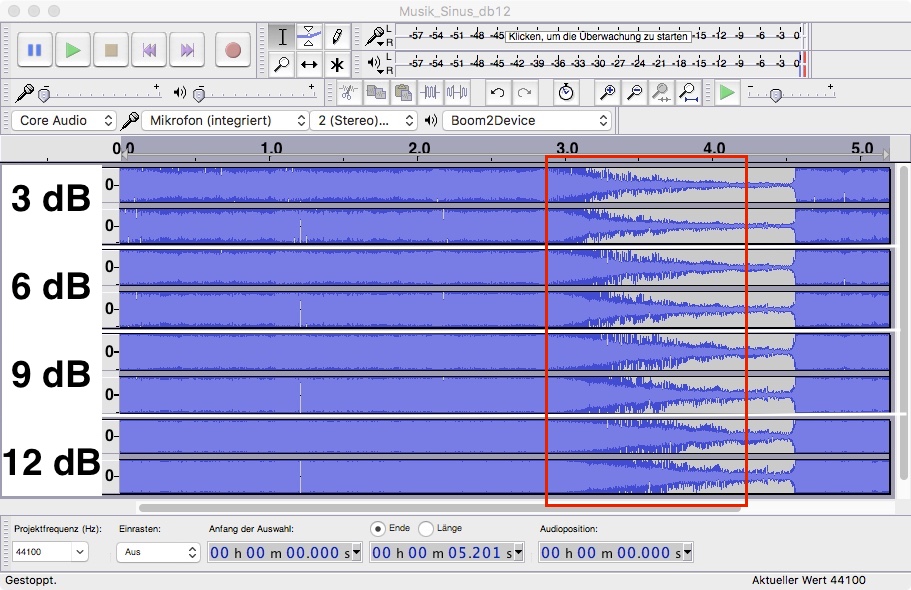 Musik_Sinus_db12
L
R
-57 -54 -51 -48 -45 Klicken, um die Überwachung zu starten -15 -12 -9 -6 -3 0
L
R
-57 -54 -51 -48 -45 -42 -39 -36 -33 -30 -27 -24 -21 -18 -15 -12 -9 -6 -3 0
- + - + - +
Core Audio Mikrofon (integriert) 2 (Stereo)... Boom2Device
0.0 1.0 2.0 3.0 4.0 5.0
3 dB
0-
0-
6 dB
0-
0-
9 dB
0-
0-
12 dB
0-
0-
Projektfrequenz (Hz): Einrasten: Anfang der Auswahl: Ende Länge Audioposition:
44100 Aus 00 h 00 m 00.000 s 00 h 00 m 05.201 s 00 h 00 m 00.000 s
Gestoppt. Aktueller Wert 44100